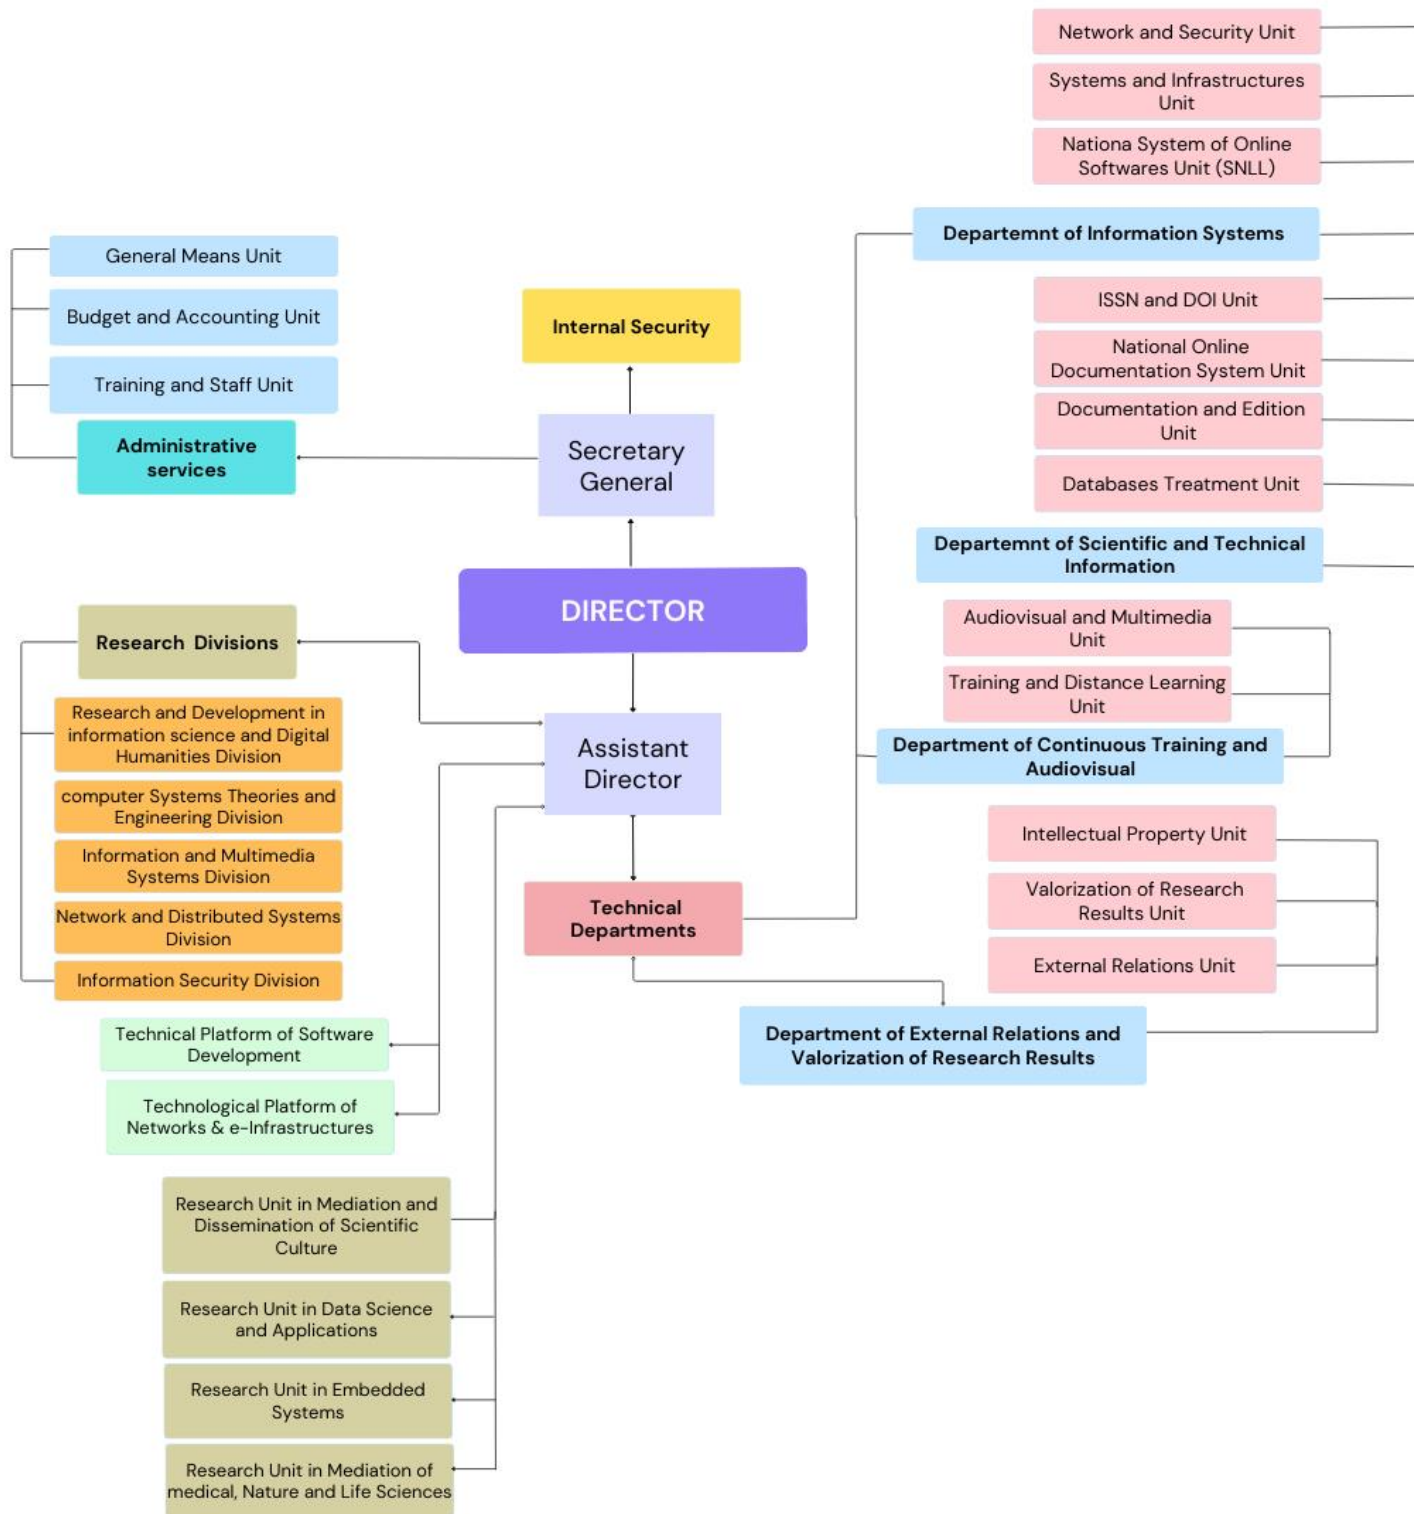 Network and Security Unit
Systems and Infrastructures
Unit
Nationa System of Online
Softwares Unit (SNLL)
Departemnt of Information Systems
ISSN and DOI Unit
National Online
Documentation System Unit
Documentation and Edition
Unit
Databases Treatment Unit
Departemnt of Scientific and Technical
Information
Audiovisual and Multimedia
Unit
Training and Distance Learning
Unit
Department of Continuous Training and
Audiovisual
Intellectual Property Unit
Valorization of Research
Results Unit
External Relations Unit
Department of External Relations and
Valorization of Research Results
General Means Unit
Budget and Accounting Unit
Training and Staff Unit
Administrative
services
Internal Security
Secretary
General
DIRECTOR
Assistant
Director
Technical
Departments
Research Divisions
Research and Development in
information science and Digital
Humanities Division
computer Systems Theories and
Engineering Division
Information and Multimedia
Systems Division
Network and Distributed Systems
Division
Information Security Division
Technical Platform of Software
Development
Technological Platform of
Networks & e-Infrastructures
Research Unit in Mediation and
Dissemination of Scientific
Culture
Research Unit in Data Science
and Applications
Research Unit in Embedded
Systems
Research Unit in Mediation of
medical, Nature and Life Sciences